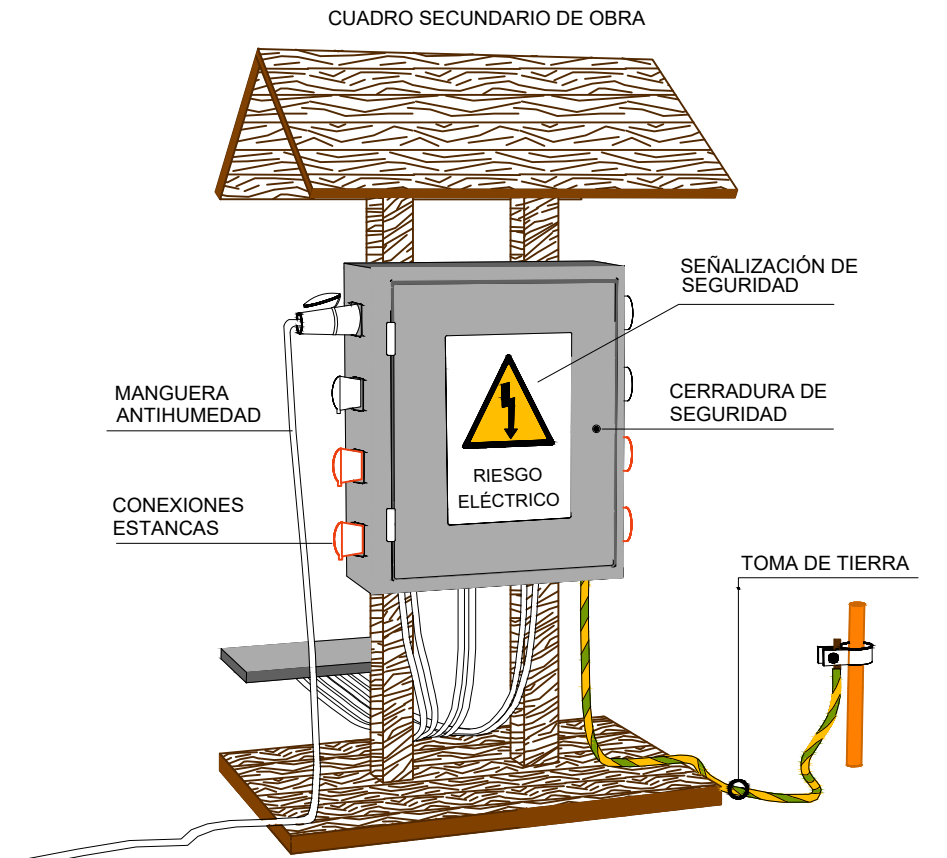 CUADRO SECUNDARIO DE OBRA
SEÑALIZACIÓN DE
SEGURIDAD
MANGUERA
ANTIHUMEDAD
CERRADURA DE
SEGURIDAD
RIESGO
ELÉCTRICO
CONEXIONES
ESTANCAS
TOMA DE TIERRA